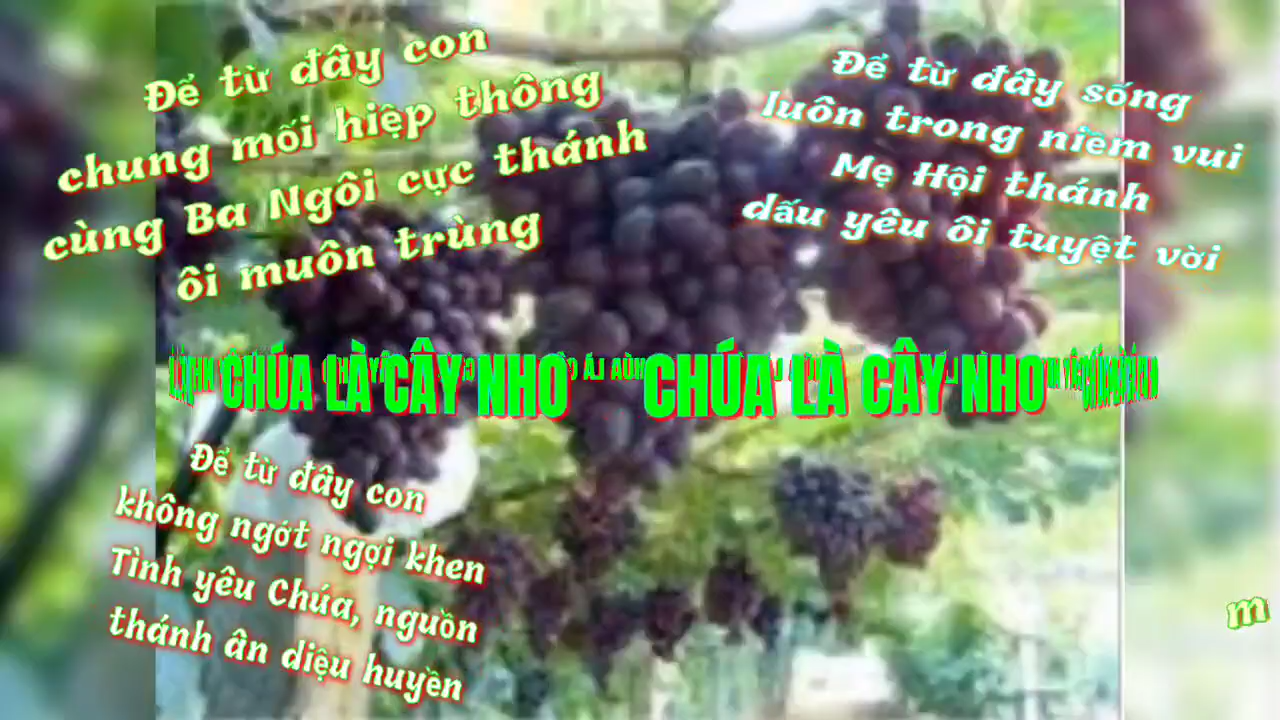 Để từ đây con
chung mối hiệp thông
cùng Ba Ngôi cực thánh
ôi muôn trùng
Để từ đây sống
luôn trong niềm vui
Mẹ Hội thánh
dấu yêu ôi tuyệt vời
CHÚA LÀ CÂY NHO CHÚA LÀ CÂY NHO
Để từ đây con
không ngớt ngợi khen
Tình yêu Chúa, nguồn
thánh ân diệu huyền
m